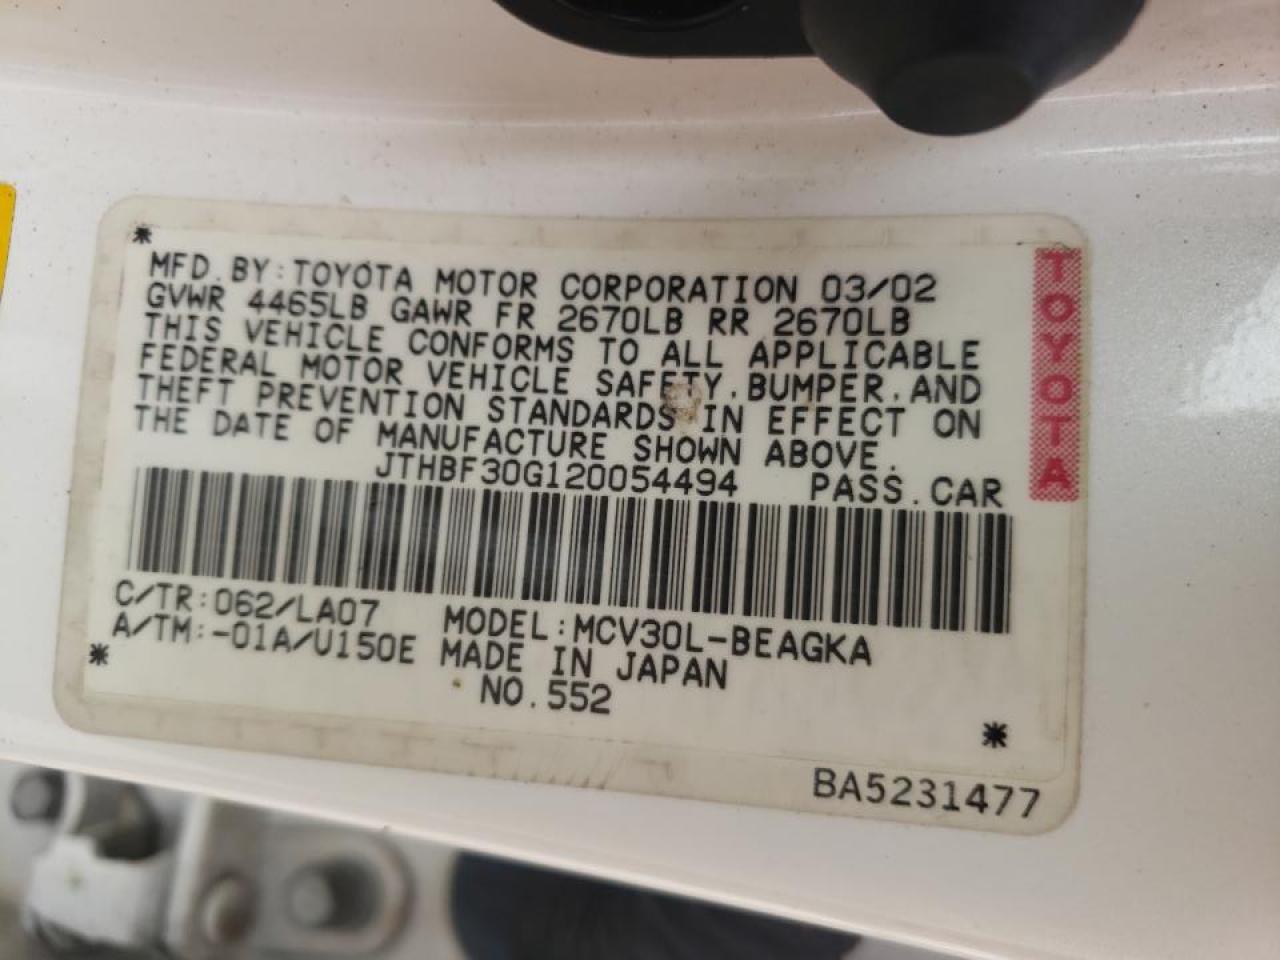 *
MFD.BY:TOYOTA MOTOR CORPORATION 03/02
GVWR 4465LB GAWR FR 2670LB RR 2670LB
THIS VEHICLE CONFORMS TO ALL APPLICABLE
FEDERAL MOTOR VEHICLE SAFETY,BUMPER,AND
THEFT PREVENTION STANDARDS IN EFFECT ON
THE DATE OF MANUFACTURE SHOWN ABOVE.
JTHBF30G120054494 PASS.CAR
TOYOTA
C/TR:062/LA07 MODEL:MCV30L-BEAGKA
A/TM:-01A/U150E MADE IN JAPAN
* NO.552 *
BA5231477